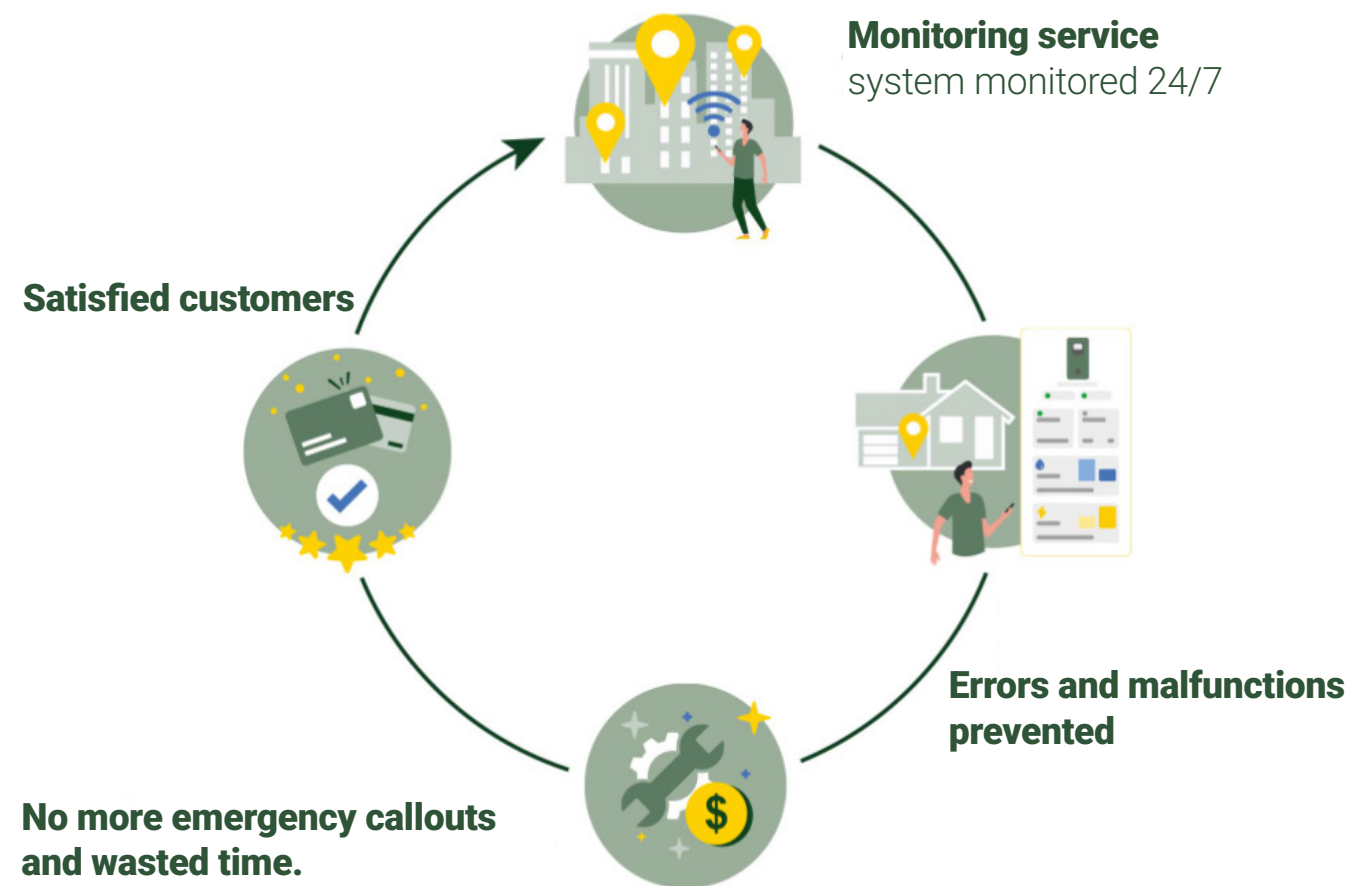 Monitoring service
system monitored 24/7
Satisfied customers
Errors and malfunctions
prevented
$
No more emergency callouts
and wasted time.